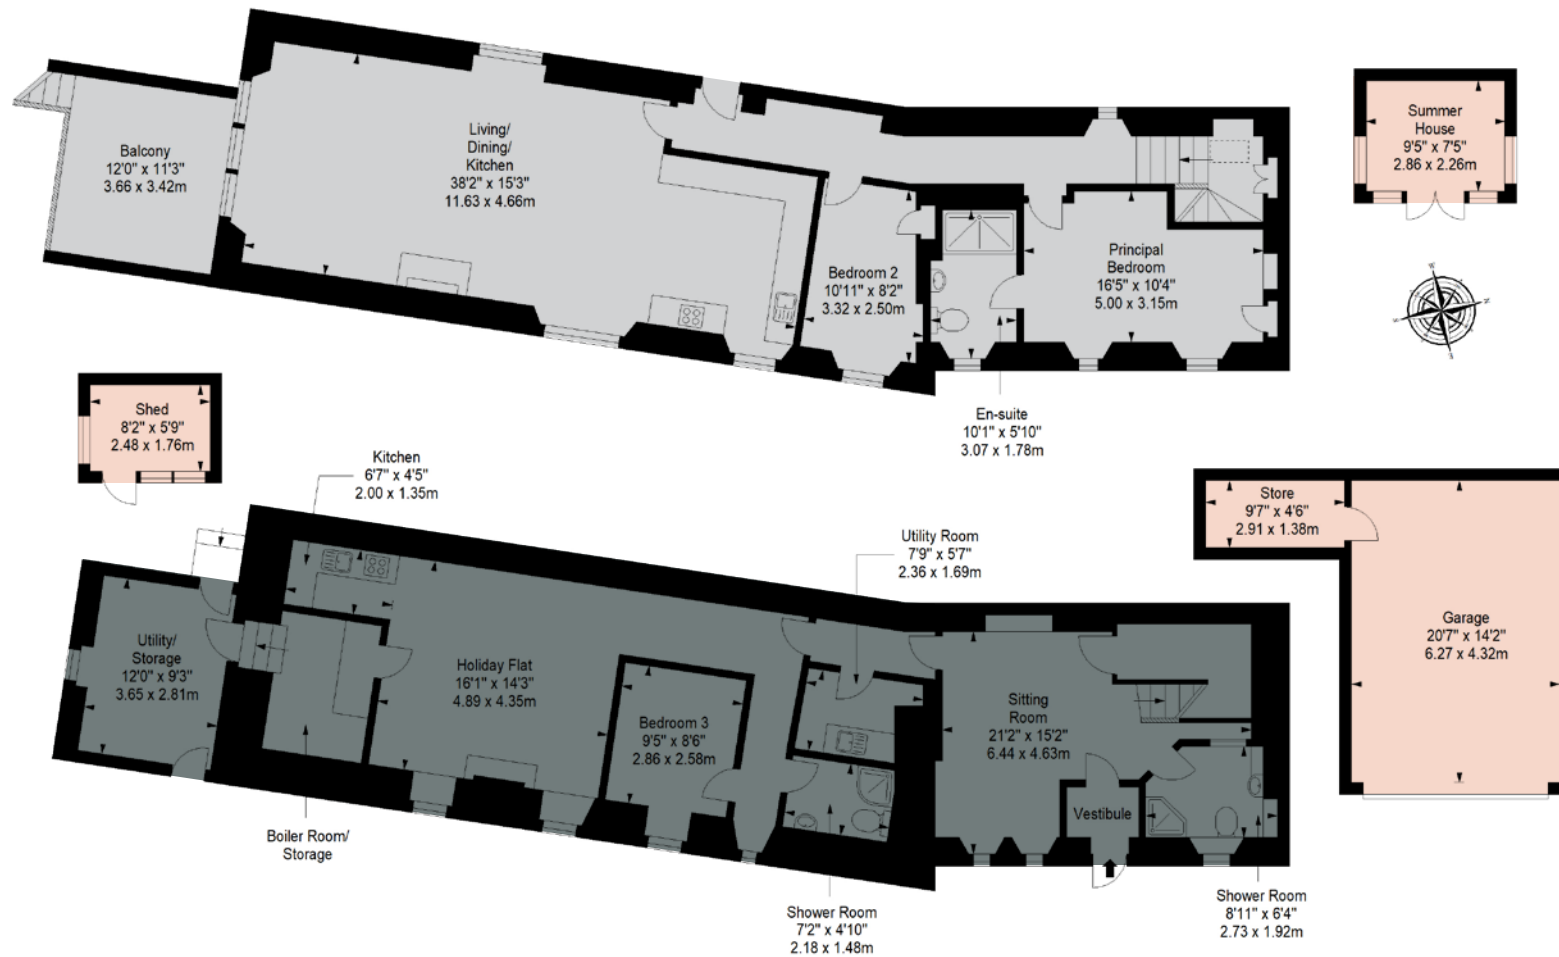 Balcony
12'0" x 11'3"
3.66 x 3.42m
Living/
Dining/
Kitchen
38'2" x 15'3"
11.63 x 4.66m
Bedroom 2
10'11" x 8'2"
3.32 x 2.50m
Principal
Bedroom
16'5" x 10'4"
5.00 x 3.15m
En-suite
10'1" x 5'10"
3.07 x 1.78m
Summer
House
9'5" x 7'5"
2.86 x 2.26m
Shed
8'2" x 5'9"
2.48 x 1.76m
Kitchen
6'7" x 4'5"
2.00 x 1.35m
Utility Room
7'9" x 5'7"
2.36 x 1.69m
Store
9'7" x 4'6"
2.91 x 1.38m
Garage
20'7" x 14'2"
6.27 x 4.32m
Utility/
Storage
12'0" x 9'3"
3.65 x 2.81m
Holiday Flat
16'1" x 14'3"
4.89 x 4.35m
Bedroom 3
9'5" x 8'6"
2.86 x 2.58m
Sitting
Room
21'2" x 15'2"
6.44 x 4.63m
Vestibule
Boiler Room/
Storage
Shower Room
7'2" x 4'10"
2.18 x 1.48m
Shower Room
8'11" x 6'4"
2.73 x 1.92m